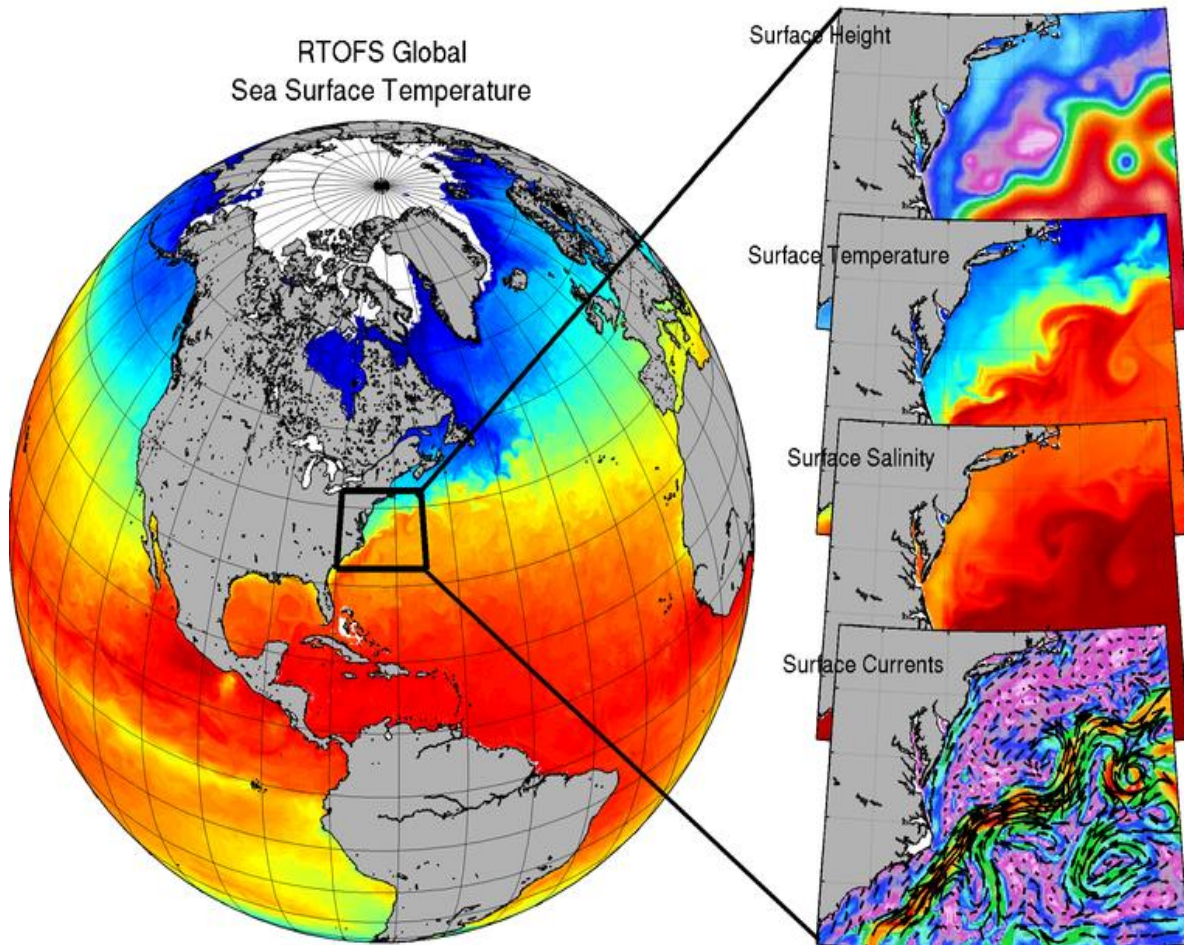 RTOFS Global
Sea Surface Temperature
Surface Height
Surface Temperature
Surface Salinity
Surface Currents